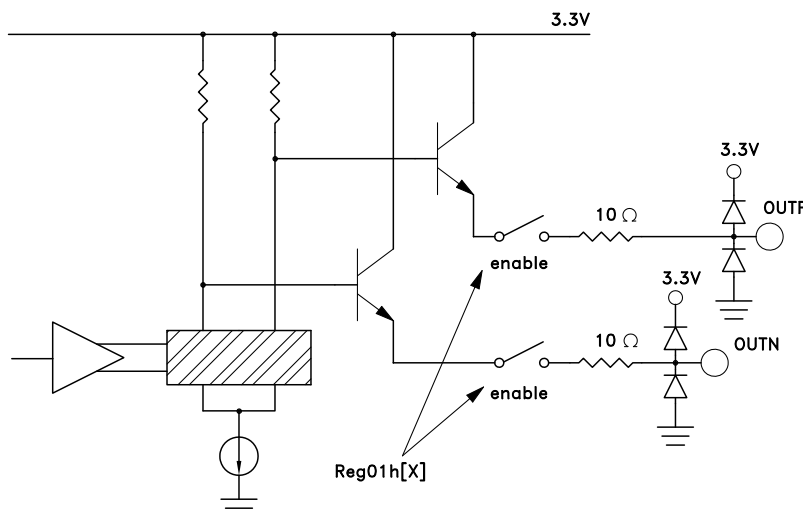 3.3V
3.3V
10 Ω
OUTP
enable
3.3V
10 Ω
OUTN
enable
Reg01h[X]